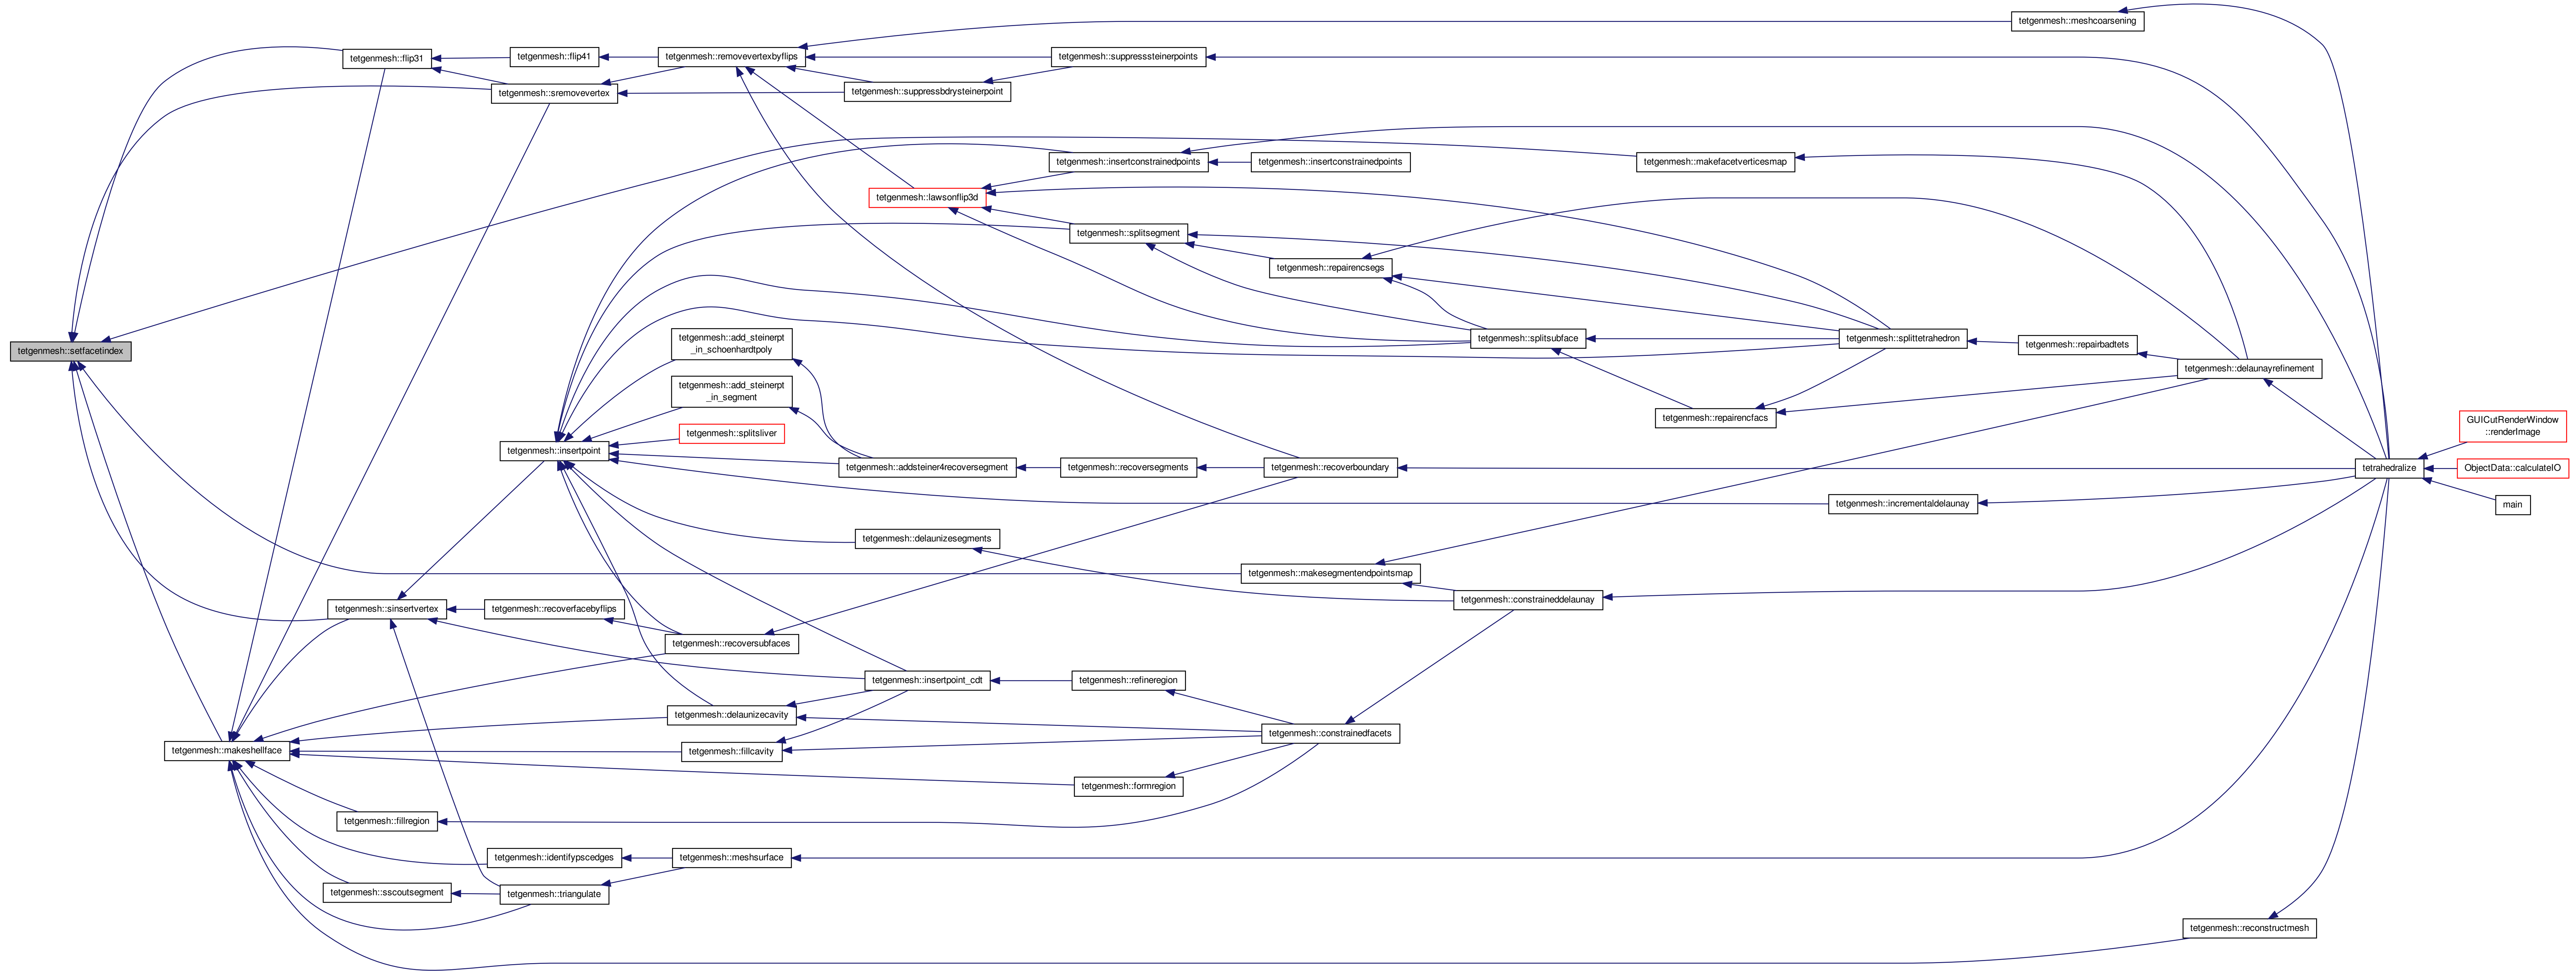 tetgenmesh::setfacetindex
tetgenmesh::flip31
tetgenmesh::flip41
tetgenmesh::sremovevertex
tetgenmesh::removevertexbyflips
tetgenmesh::suppressbdrysteinerpoint
tetgenmesh::suppresssteinerpoints
tetgenmesh::meshcoarsening
tetgenmesh::insertconstrainedpoints
tetgenmesh::insertconstrainedpoints
tetgenmesh::makefacetverticesmap
tetgenmesh::lawsonflip3d
tetgenmesh::splitsegment
tetgenmesh::repairencsegs
tetgenmesh::splitsubface
tetgenmesh::splittetrahedron
tetgenmesh::repairbadtets
tetgenmesh::delaunayrefinement
tetgenmesh::repairencfacs
tetgenmesh::add_steinerpt
_in_schoenhardtpoly
tetgenmesh::add_steinerpt
_in_segment
tetgenmesh::splitsliver
tetgenmesh::insertpoint
tetgenmesh::addsteiner4recoversegment
tetgenmesh::recoversegments
tetgenmesh::recoverboundary
tetrahedralize
GUICutRenderWindow
::renderImage
ObjectData::calculateIO
main
tetgenmesh::incrementaldelaunay
tetgenmesh::delaunizesegments
tetgenmesh::makesegmentendpointsmap
tetgenmesh::constraineddelaunay
tetgenmesh::sinsertvertex
tetgenmesh::recoverfacebyflips
tetgenmesh::recoversubfaces
tetgenmesh::insertpoint_cdt
tetgenmesh::refineregion
tetgenmesh::delaunizecavity
tetgenmesh::constrainedfacets
tetgenmesh::makeshellface
tetgenmesh::fillcavity
tetgenmesh::formregion
tetgenmesh::fillregion
tetgenmesh::identifypscedges
tetgenmesh::meshsurface
tetgenmesh::sscoutsegment
tetgenmesh::triangulate
tetgenmesh::reconstructmesh